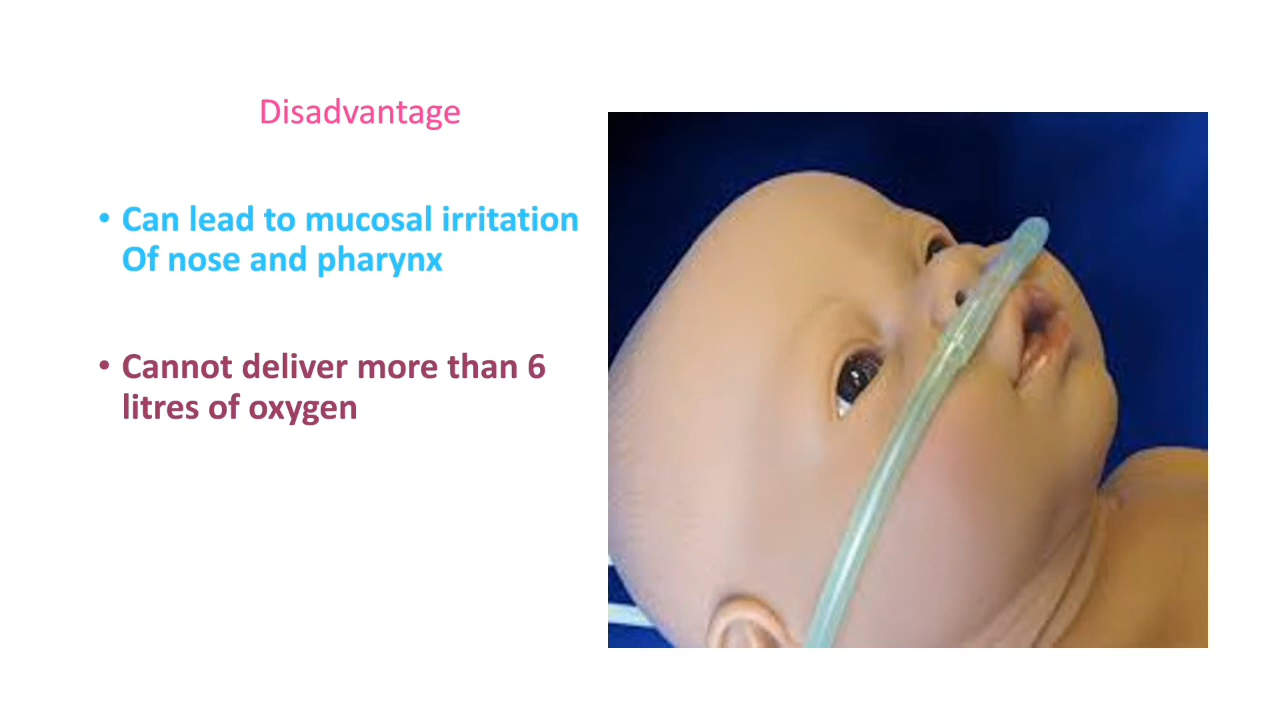 Disadvantage
• Can lead to mucosal irritation
Of nose and pharynx
• Cannot deliver more than 6
litres of oxygen